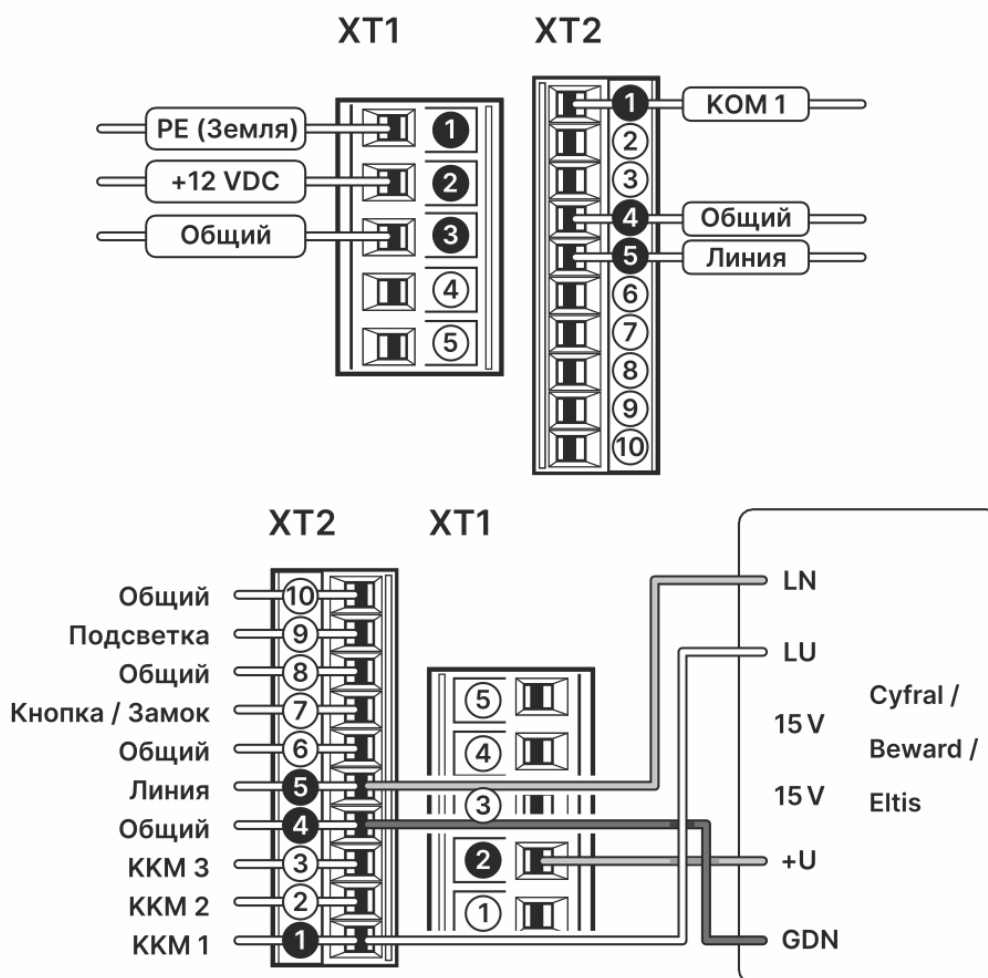 XT1
XT2
PE (Земля)
+12 VDC
Общий
1
2
3
4
5
1
2
3
4
5
6
7
8
9
10
КОМ 1
Общий
Линия
XT2
XT1
Общий
Подсветка
Общий
Кнопка / Замок
Общий
Линия
Общий
ККМ 3
ККМ 2
ККМ 1
10
9
8
7
6
5
4
3
2
1
5
4
3
2
1
LN
LU
15 V
15 V
+U
GDN
Cyfral /
Beward /
Eltis